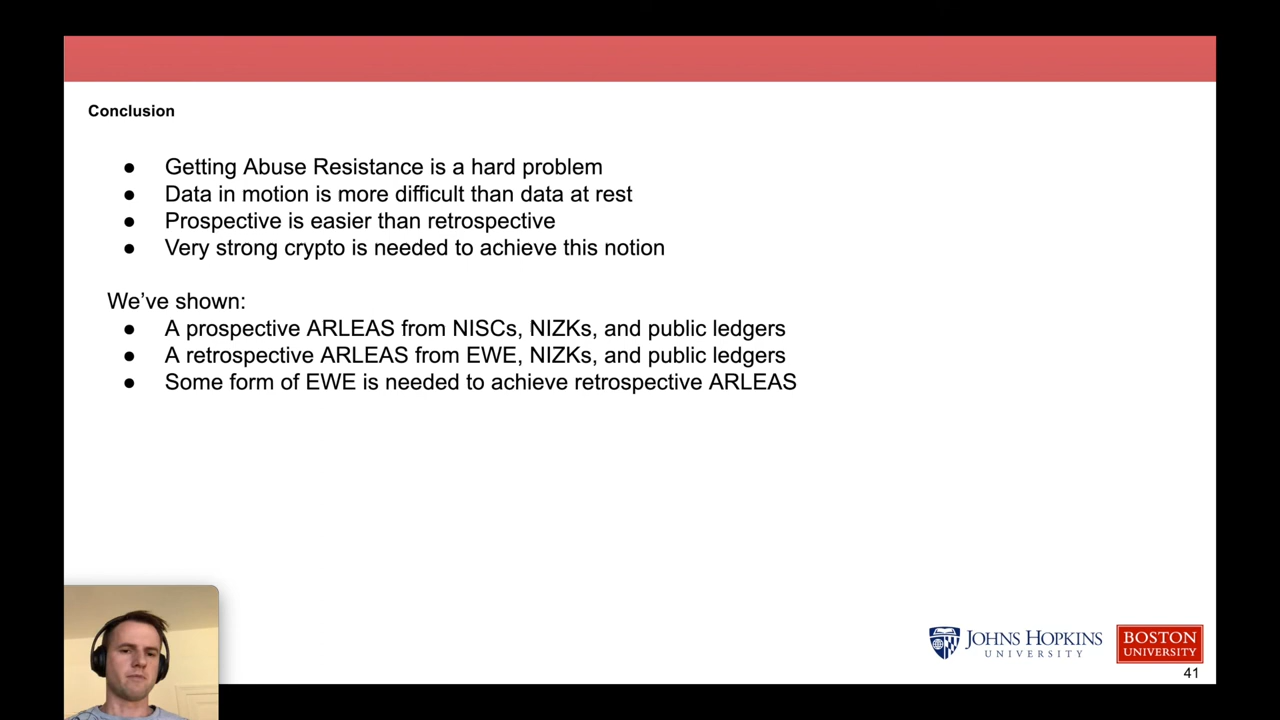 Conclusion
● Getting Abuse Resistance is a hard problem
● Data in motion is more difficult than data at rest
● Prospective is easier than retrospective
● Very strong crypto is needed to achieve this notion
We’ve shown:
● A prospective ARLEAS from NISCs, NIZKs, and public ledgers
● A retrospective ARLEAS from EWE, NIZKs, and public ledgers
● Some form of EWE is needed to achieve retrospective ARLEAS
JOHNS HOPKINS
UNIVERSITY
BOSTON
UNIVERSITY
41